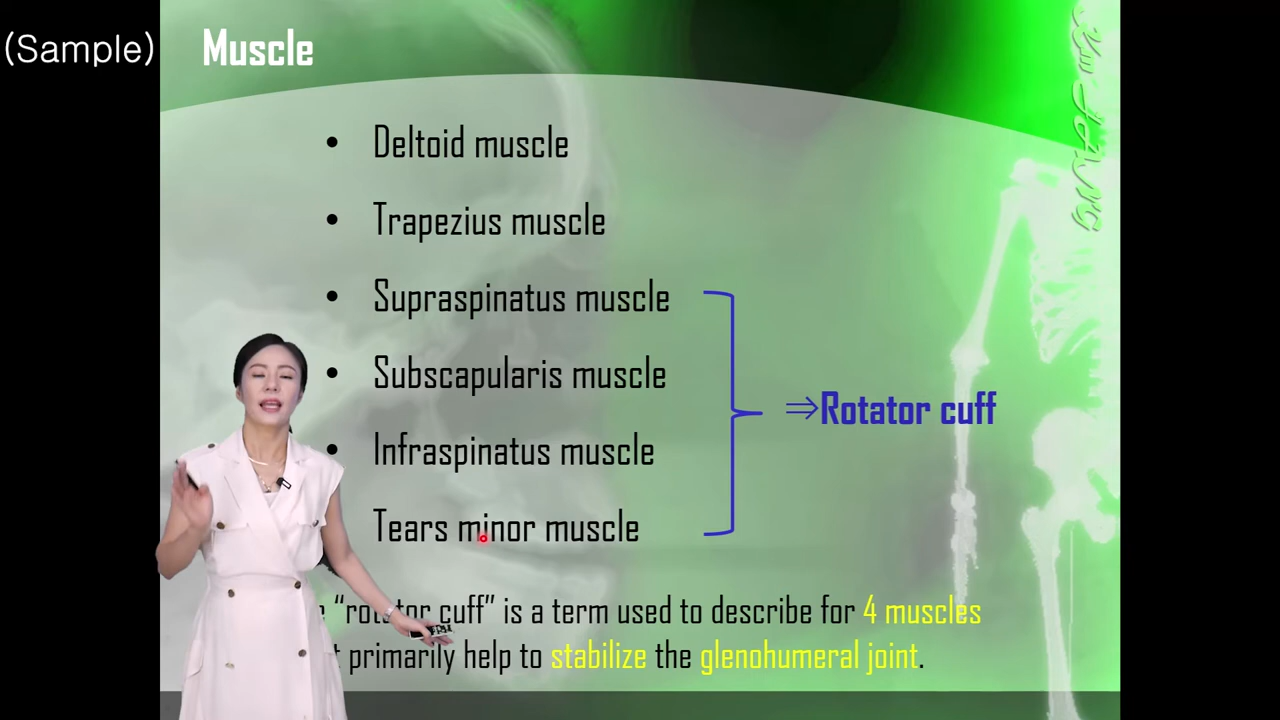 (Sample)
Muscle
• Deltoid muscle
• Trapezius muscle
• Supraspinatus muscle
• Subscapularis muscle
• Infraspinatus muscle
Tears minor muscle
⇒Rotator cuff
“rotator cuff” is a term used to describe for 4 muscles
primarily help to stabilize the glenohumeral joint.